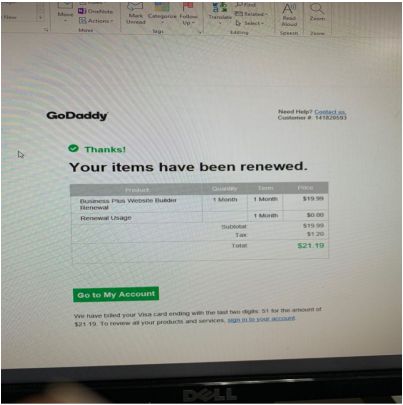 New
Move
OneNote
Actions
Move
Mark Unread
Categorize
Follow Up
Tags
Translate
Find
Related
Select
Editing
Read Aloud
Speech
Zoom
Zoom
GoDaddy
Need Help? Contact us.
Customer #: 141820593
Thanks!
Your items have been renewed.
Product Quantity Term Price
Business Plus Website Builder Renewal 1 Month 1 Month $19.99
Renewal Usage 1 Month $0.00
Subtotal: $19.99
Tax: $1.20
Total: $21.19
Go to My Account
We have billed your Visa card ending with the last two digits: 51 for the amount of
$21.19. To review all your products and services, sign in to your account.
DELL